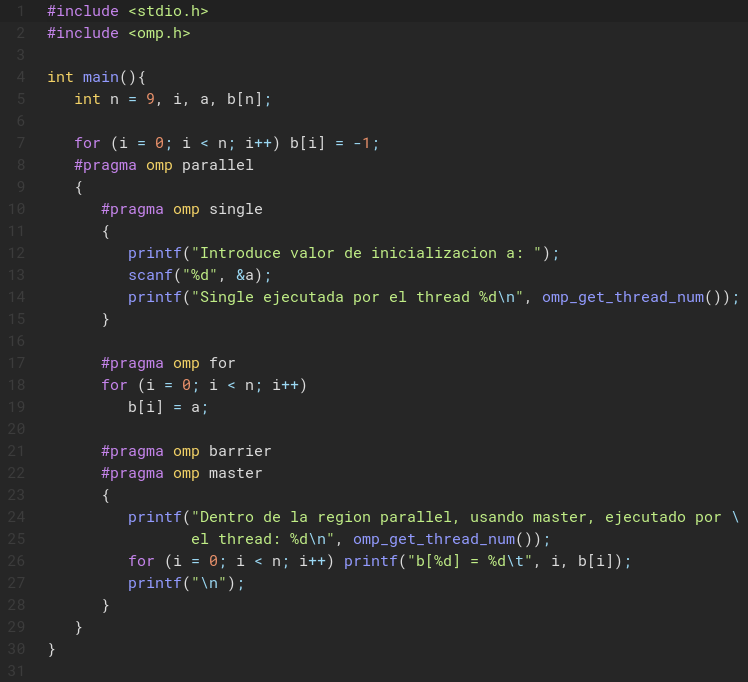 1 #include <stdio.h>
2 #include <omp.h>
3
4 int main(){
5    int n = 9, i, a, b[n];
6
7    for (i = 0; i < n; i++) b[i] = -1;
8    #pragma omp parallel
9    {
10       #pragma omp single
11       {
12          printf("Introduce valor de inicializacion a: ");
13          scanf("%d", &a);
14          printf("Single ejecutada por el thread %d\n", omp_get_thread_num());
15       }
16
17       #pragma omp for
18       for (i = 0; i < n; i++)
19          b[i] = a;
20
21       #pragma omp barrier
22       #pragma omp master
23       {
24          printf("Dentro de la region parallel, usando master, ejecutado por \
25                 el thread: %d\n", omp_get_thread_num());
26          for (i = 0; i < n; i++) printf("b[%d] = %d\t", i, b[i]);
27          printf("\n");
28       }
29    }
30 }
31